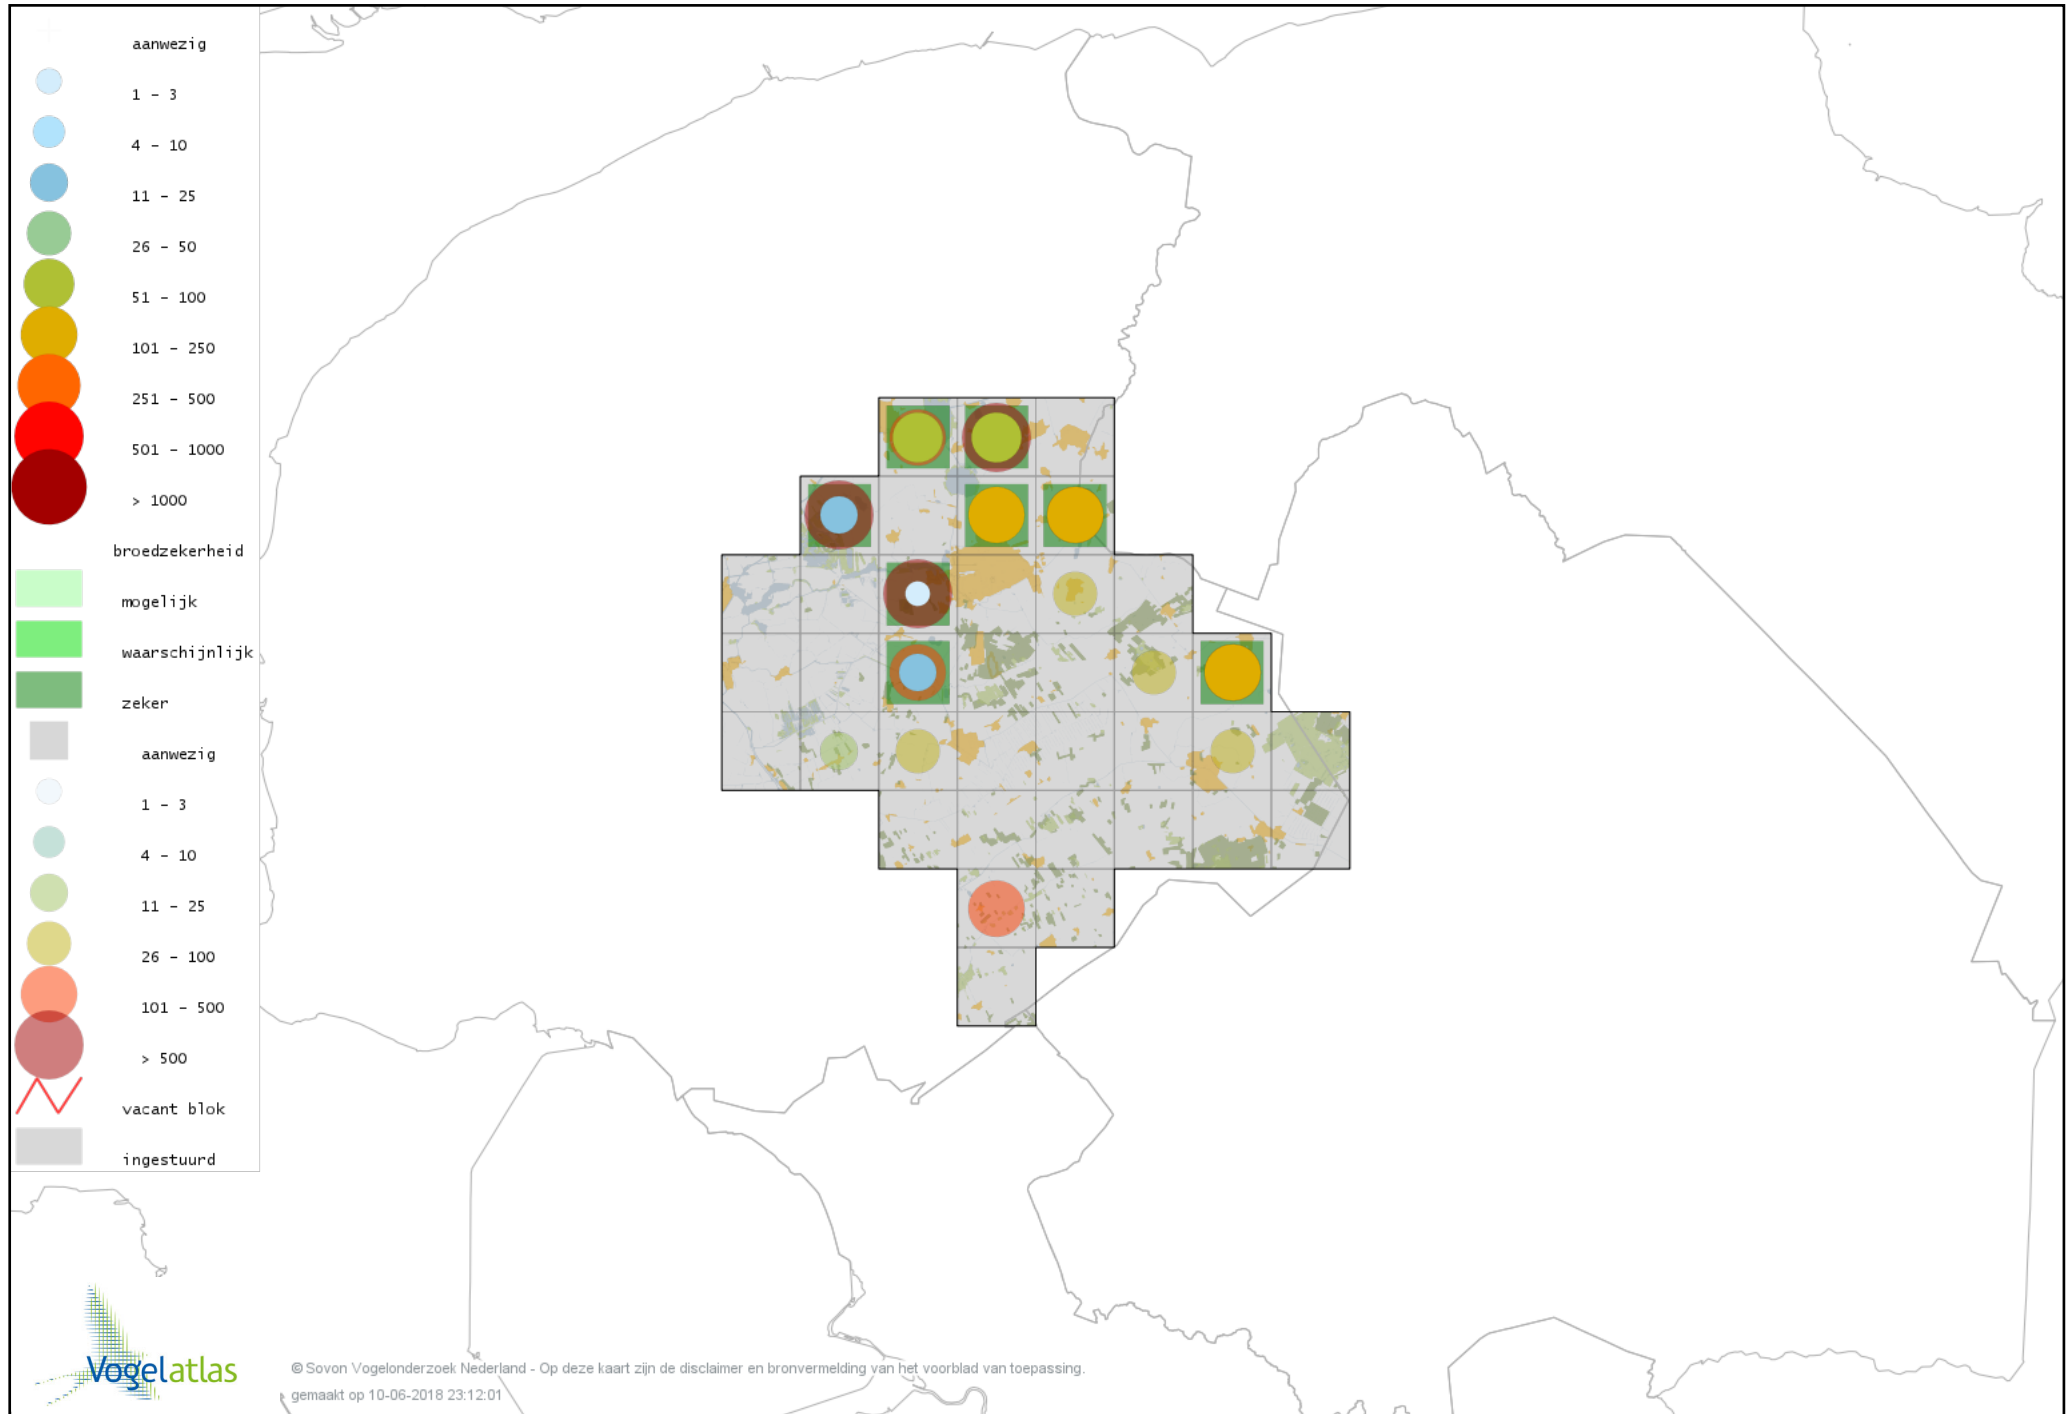 aanwezig
1 - 3
4 - 10
11 - 25
26 - 50
51 - 100
101 - 250
251 - 500
501 - 1000
> 1000
broedzekerheid
mogelijk
waarschijnlijk
zeker
aanwezig
1 - 3
4 - 10
11 - 25
26 - 100
101 - 500
> 500
vacant blok
ingestuurd
Vogelatlas
© Sovon Vogelonderzoek Nederland - Op deze kaart zijn de disclaimer en bronvermelding van het voorblad van toepassing.
gemaakt op 10-06-2018 23:12:01